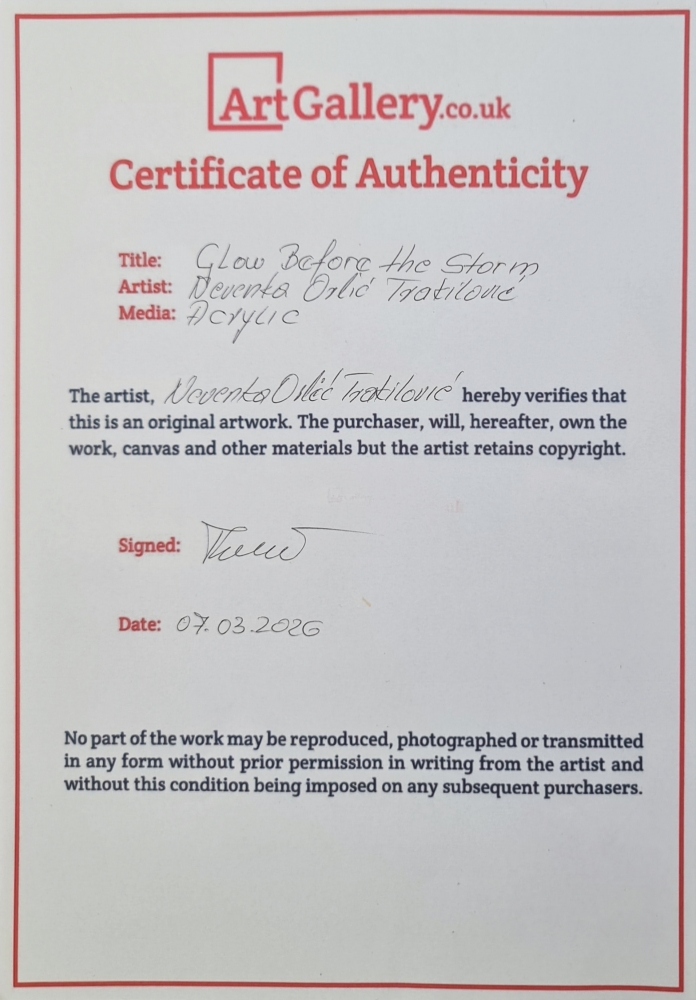 ArtGallery.co.uk
Certificate of Authenticity
Title: Glow Before the Storm
Artist: Nevenka Orlić Tratilović
Media: Acrylic
The artist, Nevenka Orlić Tratilović hereby verifies that
this is an original artwork. The purchaser, will, hereafter, own the
work, canvas and other materials but the artist retains copyright.
Signed:
Date: 07.03.2026
No part of the work may be reproduced, photographed or transmitted
in any form without prior permission in writing from the artist and
without this condition being imposed on any subsequent purchasers.